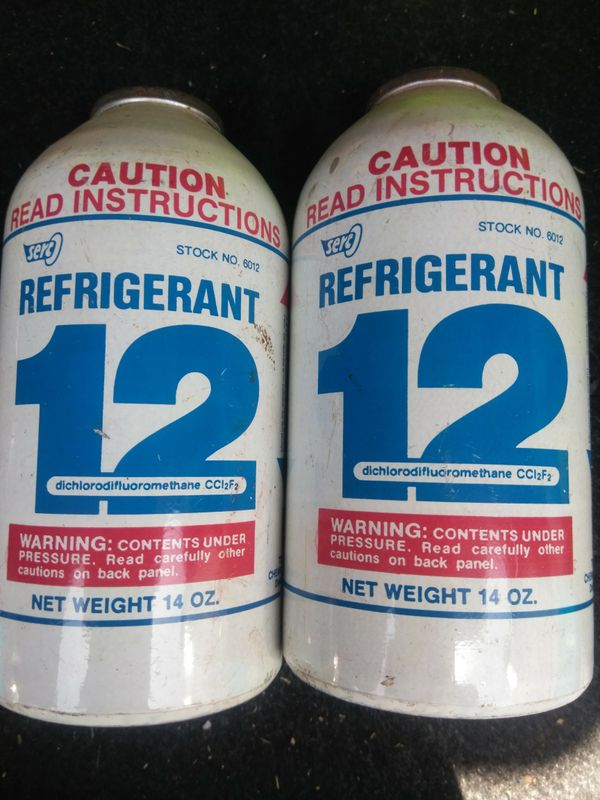 CAUTION
READ INSTRUCTIONS
serc
STOCK NO. 6012
REFRIGERANT
12
dichlorodifluoromethane CCl₂F₂
WARNING: CONTENTS UNDER
PRESSURE. Read carefully other
cautions on back panel.
NET WEIGHT 14 OZ.
CAUTION
READ INSTRUCTIONS
serc
STOCK NO. 6012
REFRIGERANT
12
dichlorodifluoromethane CCl₂F₂
WARNING: CONTENTS UNDER
PRESSURE. Read carefully other
cautions on back panel.
NET WEIGHT 14 OZ.